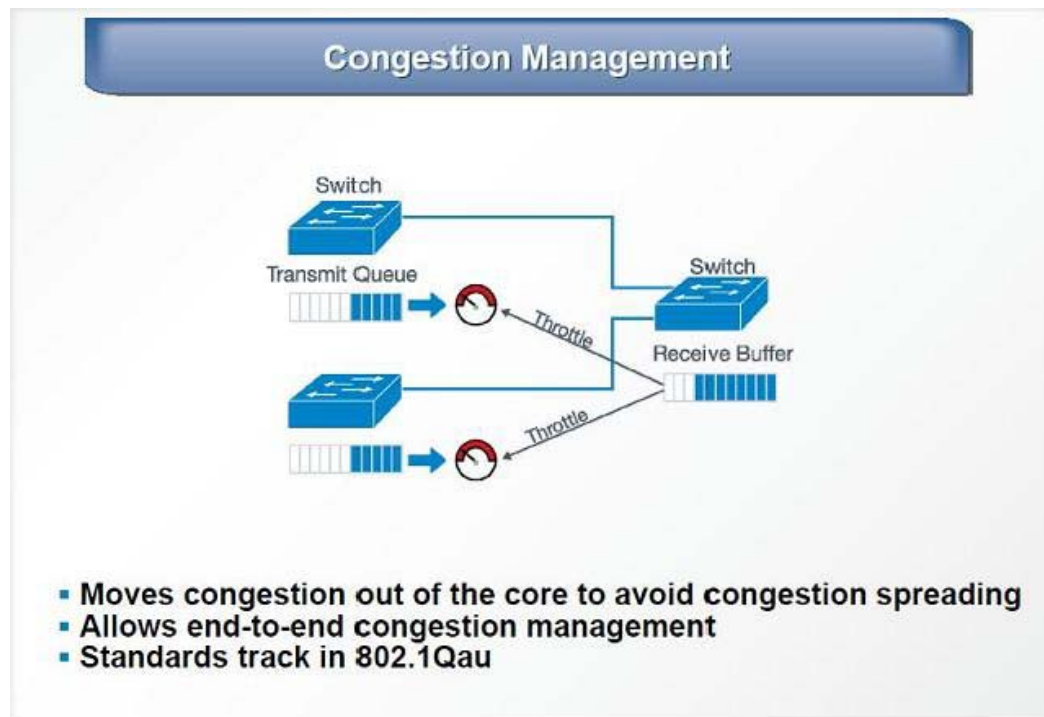 Congestion Management
Switch
Transmit Queue
Switch
Throttle
Receive Buffer
Throttle
▪ Moves congestion out of the core to avoid congestion spreading
▪ Allows end-to-end congestion management
▪ Standards track in 802.1Qau